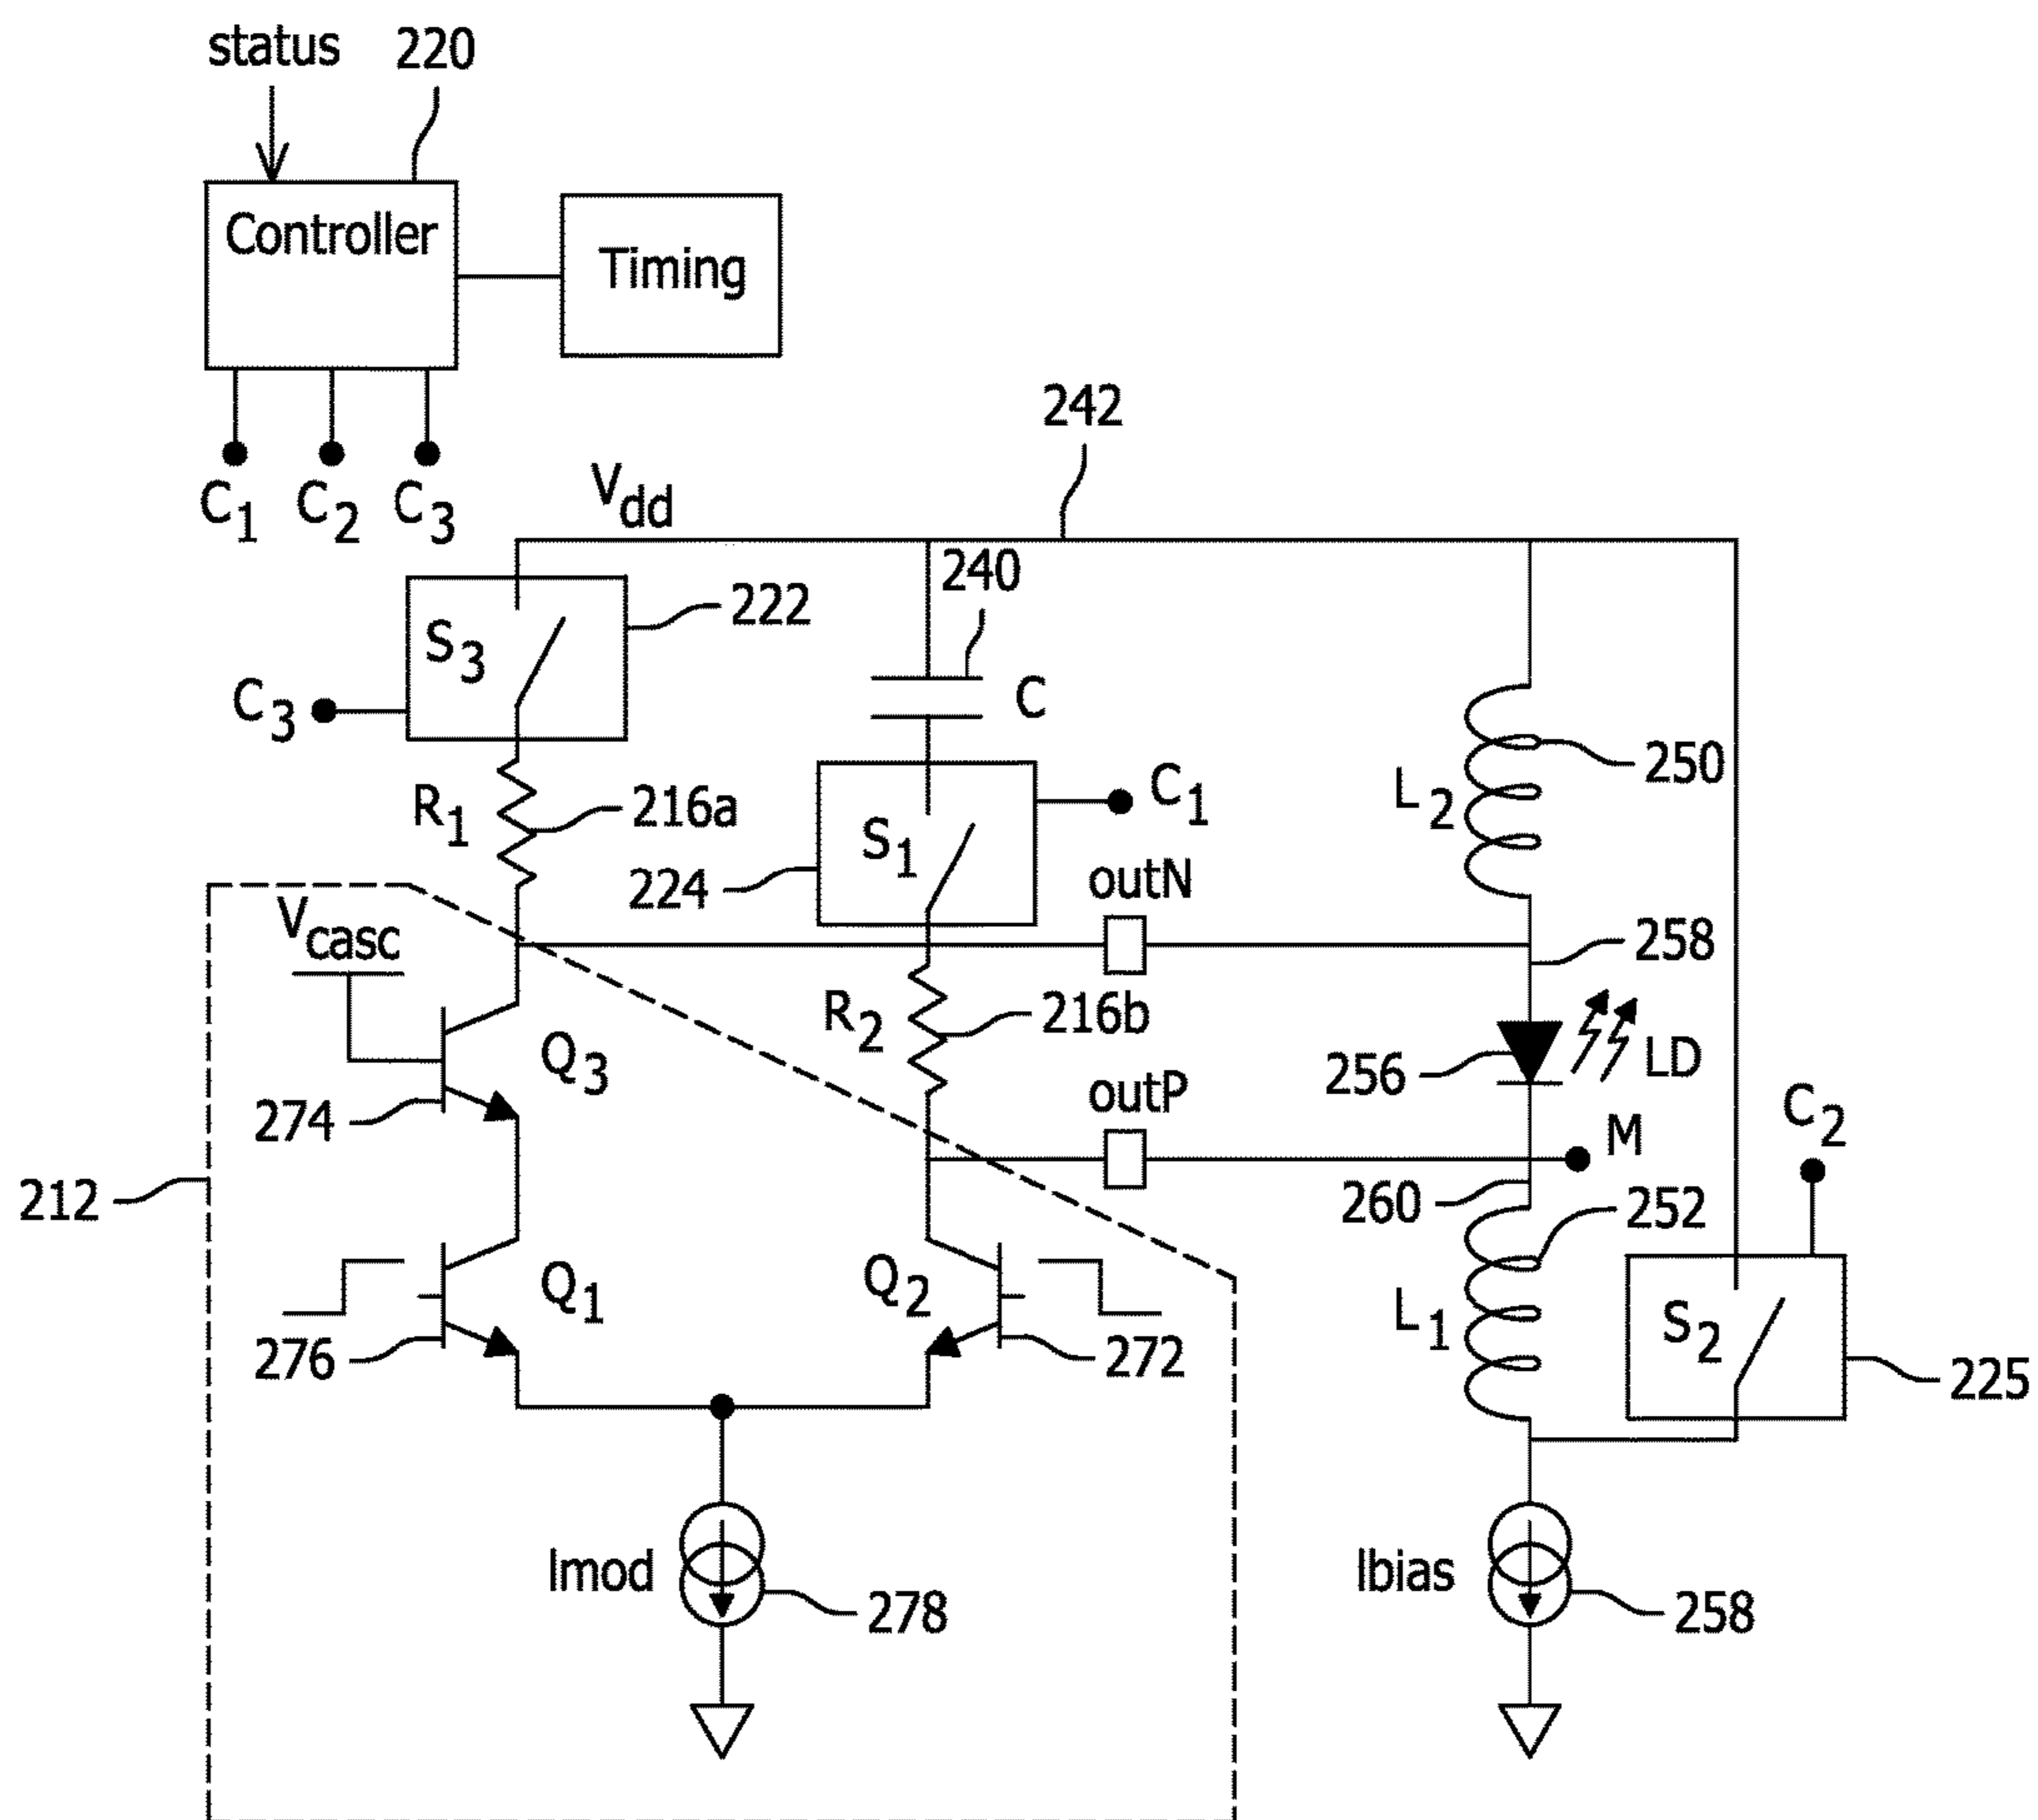 status 220
Controller
Timing
C1 C2 C3
Vdd
242
240
S3
222
C3
C
R1
216a
S1
C1
224
outN
L2
250
Vcasc
258
R2
216b
Q3
274
outP
256
LD
M
C2
212
260
252
Q1
276
Q2
272
L1
S2
225
Imod
278
Ibias
258